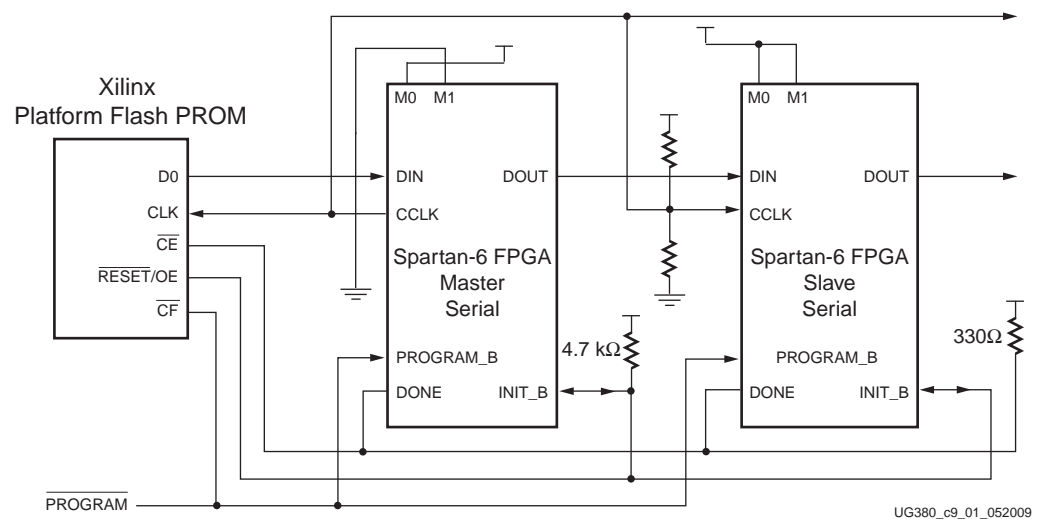 Xilinx
Platform Flash PROM
D0
CLK
CE
RESET/OE
CF
M0 M1
DIN DOUT
CCLK
Spartan-6 FPGA
Master
Serial
PROGRAM_B
DONE INIT_B
4.7 kΩ
M0 M1
DIN DOUT
CCLK
Spartan-6 FPGA
Slave
Serial
PROGRAM_B
DONE INIT_B
330Ω
PROGRAM
UG380_c9_01_052009